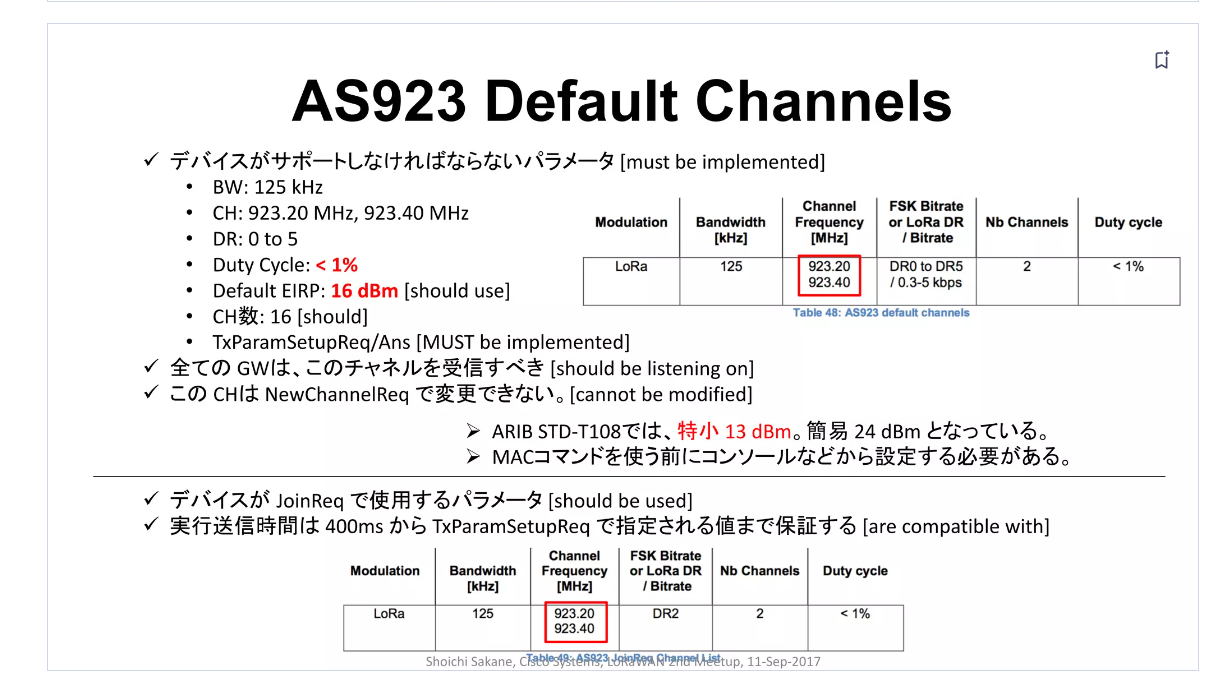 AS923 Default Channels
✓ デバイスがサポートしなければならないパラメータ [must be implemented]
• BW: 125 kHz
• CH: 923.20 MHz, 923.40 MHz
• DR: 0 to 5
• Duty Cycle: < 1%
• Default EIRP: 16 dBm [should use]
• CH数: 16 [should]
• TxParamSetupReq/Ans [MUST be implemented]
Modulation Bandwidth [kHz] Channel Frequency [MHz] FSK Bitrate or LoRa DR / Bitrate Nb Channels Duty cycle
LoRa 125 923.20 DR0 to DR5 2 < 1%
923.40 / 0.3-5 kbps
Table 48: AS923 default channels
✓ 全ての GWは、このチャネルを受信すべき [should be listening on]
✓ この CHは NewChannelReq で変更できない。[cannot be modified]
➢ ARIB STD-T108では、特小 13 dBm。簡易 24 dBm となっている。
➢ MACコマンドを使う前にコンソールなどから設定する必要がある。
✓ デバイスが JoinReq で使用するパラメータ [should be used]
✓ 実行送信時間は 400ms から TxParamSetupReq で指定される値まで保証する [are compatible with]
Modulation Bandwidth [kHz] Channel Frequency [MHz] FSK Bitrate or LoRa DR / Bitrate Nb Channels Duty cycle
LoRa 125 923.20 DR2 2 < 1%
923.40
Table 49: AS923 JoinReq Channel List
Shoichi Sakane, Cisco Systems, LoRaWAN 2nd Meetup, 11-Sep-2017